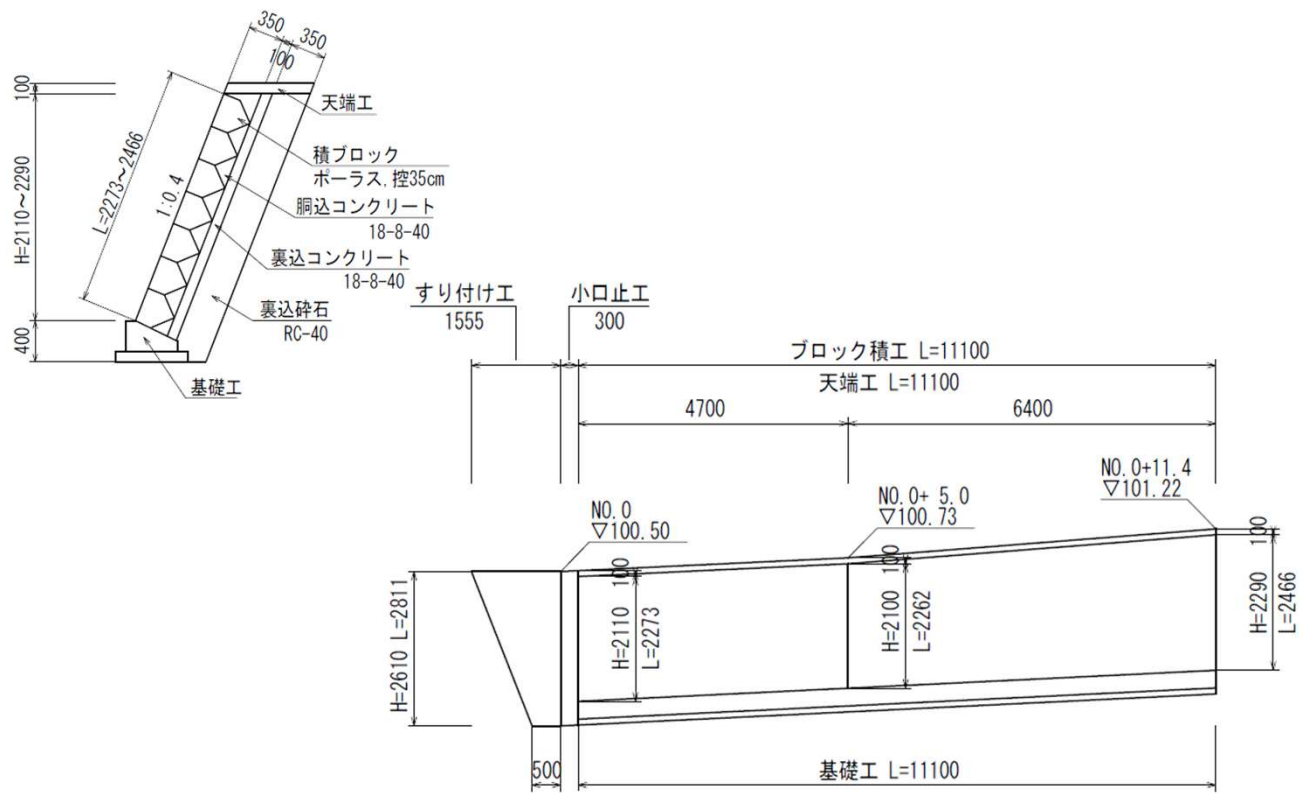 350
350
100
100
天端工
積ブロック
ポーラス, 控35cm
胴込コンクリート
18-8-40
裏込コンクリート
18-8-40
裏込砕石
RC-40
基礎工
L=2273～2466
1:0.4
H=2110～2290
400
すり付け工
1555
小口止工
300
ブロック積工 L=11100
天端工 L=11100
4700
6400
NO.0
▽100.50
NO.0+ 5.0
▽100.73
NO.0+11.4
▽101.22
100
100
100
H=2610 L=2811
H=2110
L=2273
H=2100
L=2262
H=2290
L=2466
500
基礎工 L=11100